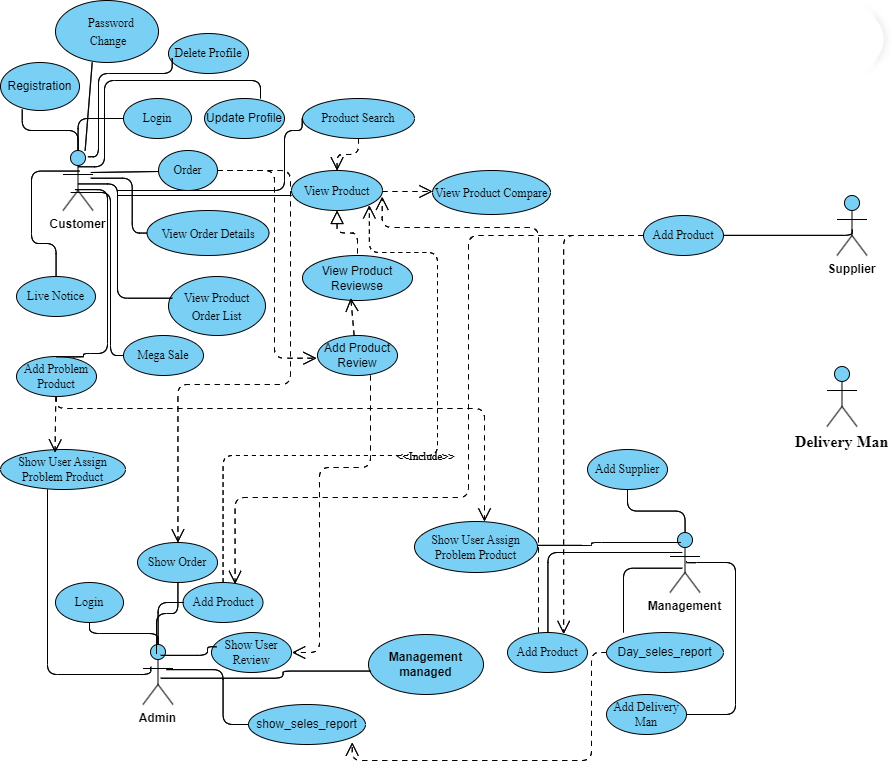 Password
Change
Delete Profile
Registration
Login
Update Profile
Product Search
Order
View Product
View Product Compare
Customer
View Order Details
Add Product
Supplier
View Product
Reviewse
Live Notice
View Product
Order List
Mega Sale
Add Product
Review
Add Problem
Product
Delivery Man
<<Include>>
Show User Assign
Problem Product
Add Supplier
Show User Assign
Problem Product
Show Order
Login
Add Product
Management
Show User
Review
Management
managed
Add Product
Day_seles_report
Admin
show_seles_report
Add Delivery
Man